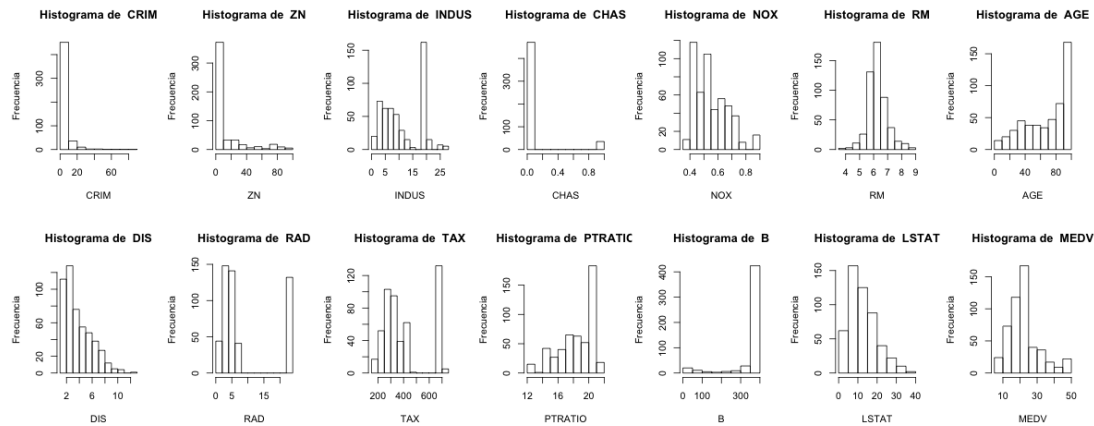 Histograma de CRIM
Frecuencia
0 100 300
0 20 60
CRIM
Histograma de ZN
Frecuencia
0 100 200 300
0 40 80
ZN
Histograma de INDUS
Frecuencia
0 50 100 150
0 5 15 25
INDUS
Histograma de CHAS
Frecuencia
0 100 300
0.0 0.4 0.8
CHAS
Histograma de NOX
Frecuencia
0 20 60 100
0.4 0.6 0.8
NOX
Histograma de RM
Frecuencia
0 50 100 150
4 5 6 7 8 9
RM
Histograma de AGE
Frecuencia
0 50 100 150
0 40 80
AGE
Histograma de DIS
Frecuencia
0 20 60 100
2 6 10
DIS
Histograma de RAD
Frecuencia
0 50 100 150
0 5 15
RAD
Histograma de TAX
Frecuencia
0 40 80 120
200 400 600
TAX
Histograma de PTRATIC
Frecuencia
0 50 100 150
12 16 20
PTRATIO
Histograma de B
Frecuencia
0 100 200 300 400
0 100 300
B
Histograma de LSTAT
Frecuencia
0 50 100 150
0 10 20 30 40
LSTAT
Histograma de MEDV
Frecuencia
0 50 100 150
10 30 50
MEDV